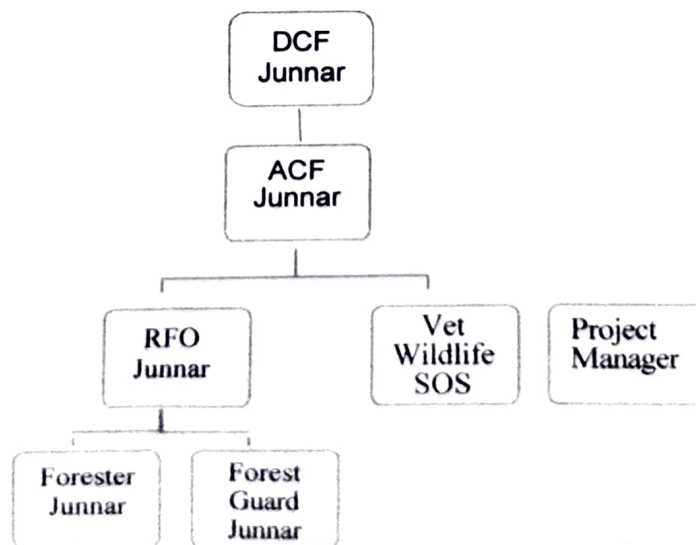 DCF
Junnar
ACF
Junnar
RFO
Junnar
Vet
Wildlife
SOS
Project
Manager
Forester
Junnar
Forest
Guard
Junnar